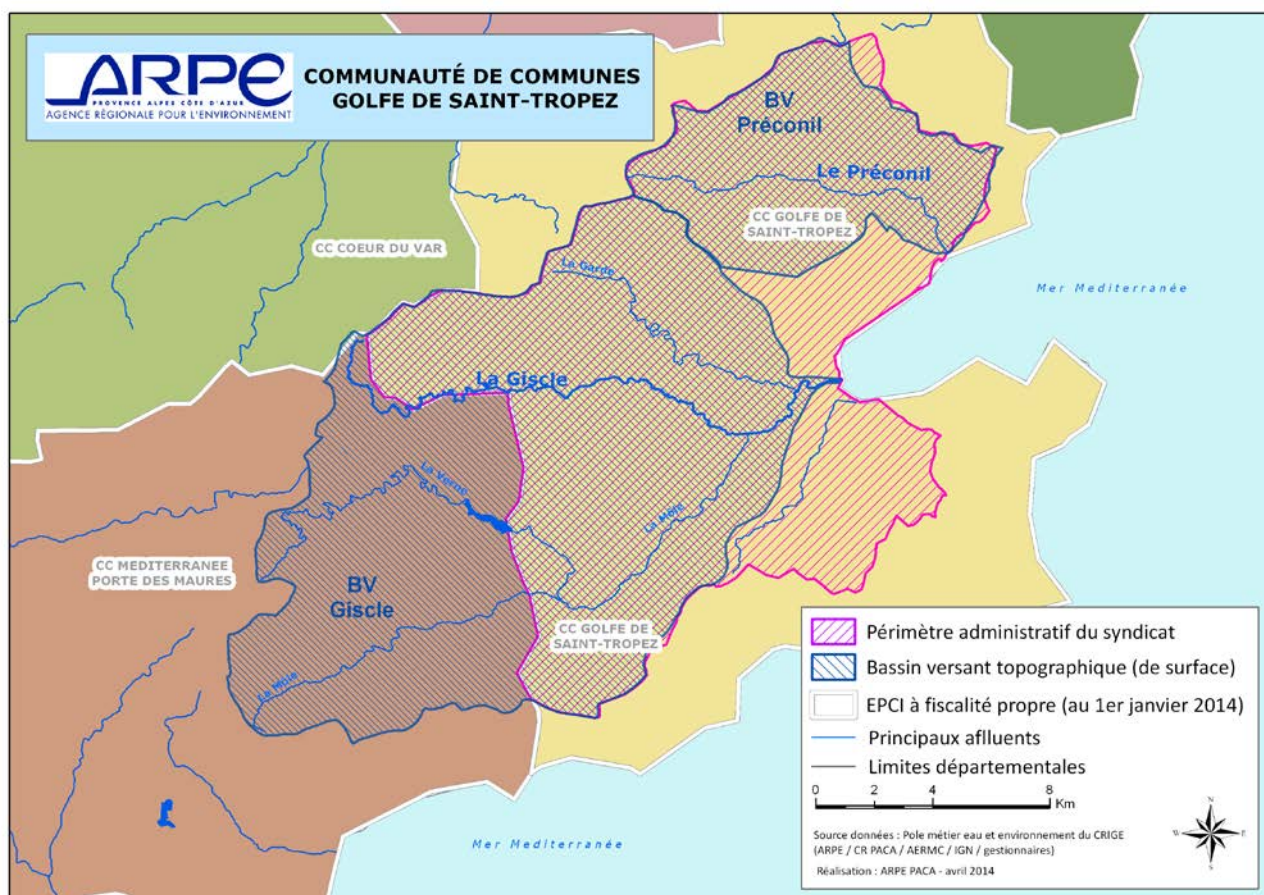 ARPE
PROVENCE ALPES CÔTE D'AZUR
AGENCE RÉGIONALE POUR L'ENVIRONNEMENT
COMMUNAUTÉ DE COMMUNES
GOLFE DE SAINT-TROPEZ
BV
Préconil
Le Préconil
CC GOLFE DE
SAINT-TROPEZ
CC COEUR DU VAR
La Garde
Mer Mediterranée
La Giscle
La Verne
La Môle
CC MEDITERRANEE
PORTE DES MAURES
BV
Giscle
CC GOLFE DE
SAINT-TROPEZ
La Môle
Mer Mediterranée
Périmètre administratif du syndicat
Bassin versant topographique (de surface)
EPCI à fiscalité propre (au 1er janvier 2014)
Principaux aflluents
Limites départementales
0 2 4 8
Km
Source données : Pole métier eau et environnement du CRIGE
(ARPE / CR PACA / AERMC / IGN / gestionnaires)
Réalisation : ARPE PACA - avril 2014
N
W E
S